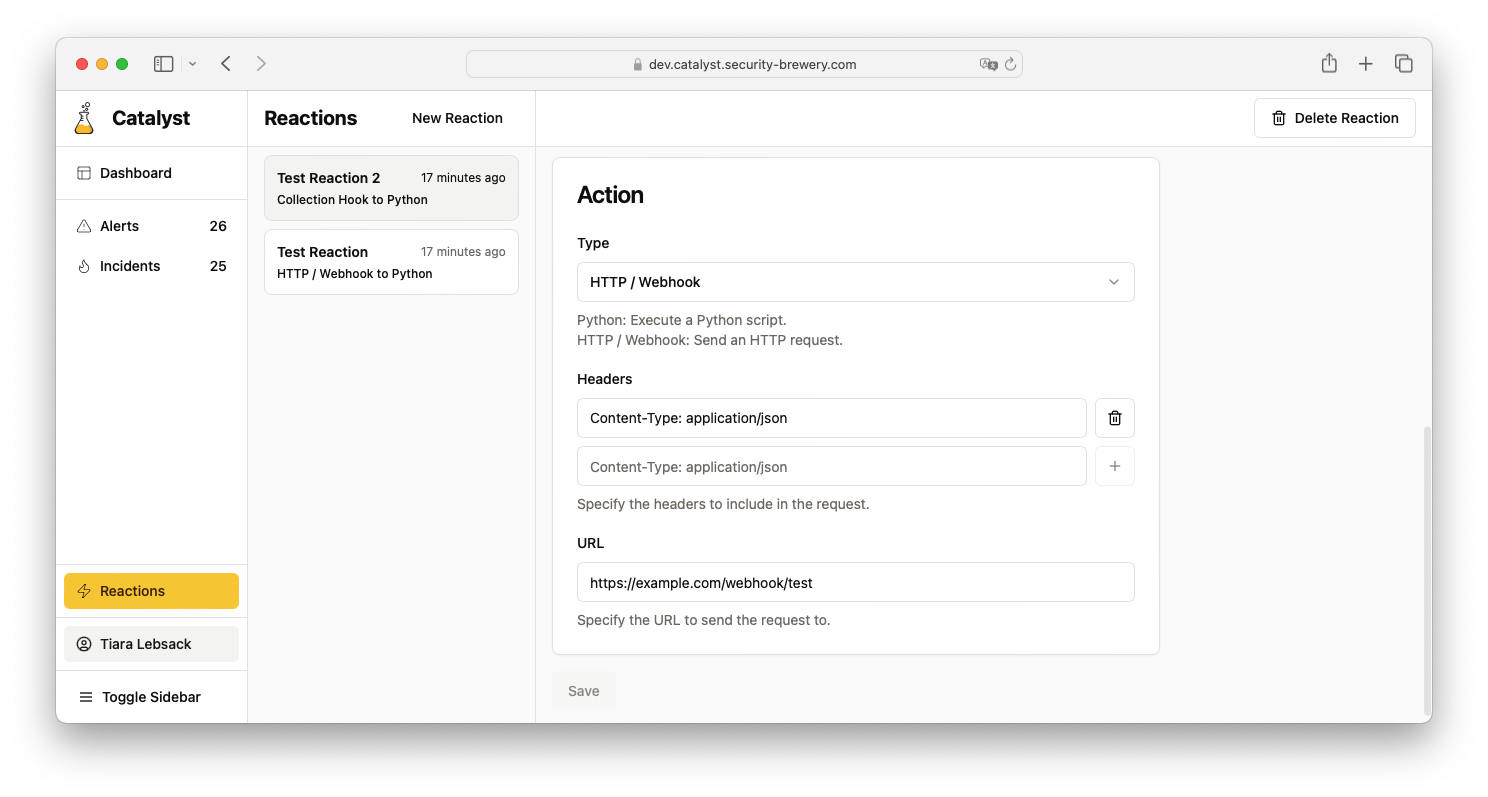 dev.catalyst.security-brewery.com
Catalyst
Dashboard
Alerts 26
Incidents 25
Reactions
Tiara Lebsack
Toggle Sidebar
Reactions New Reaction
Test Reaction 2 17 minutes ago
Collection Hook to Python
Test Reaction 17 minutes ago
HTTP / Webhook to Python
Delete Reaction
Action
Type
HTTP / Webhook
Python: Execute a Python script.
HTTP / Webhook: Send an HTTP request.
Headers
Content-Type: application/json
Content-Type: application/json
Specify the headers to include in the request.
URL
https://example.com/webhook/test
Specify the URL to send the request to.
Save